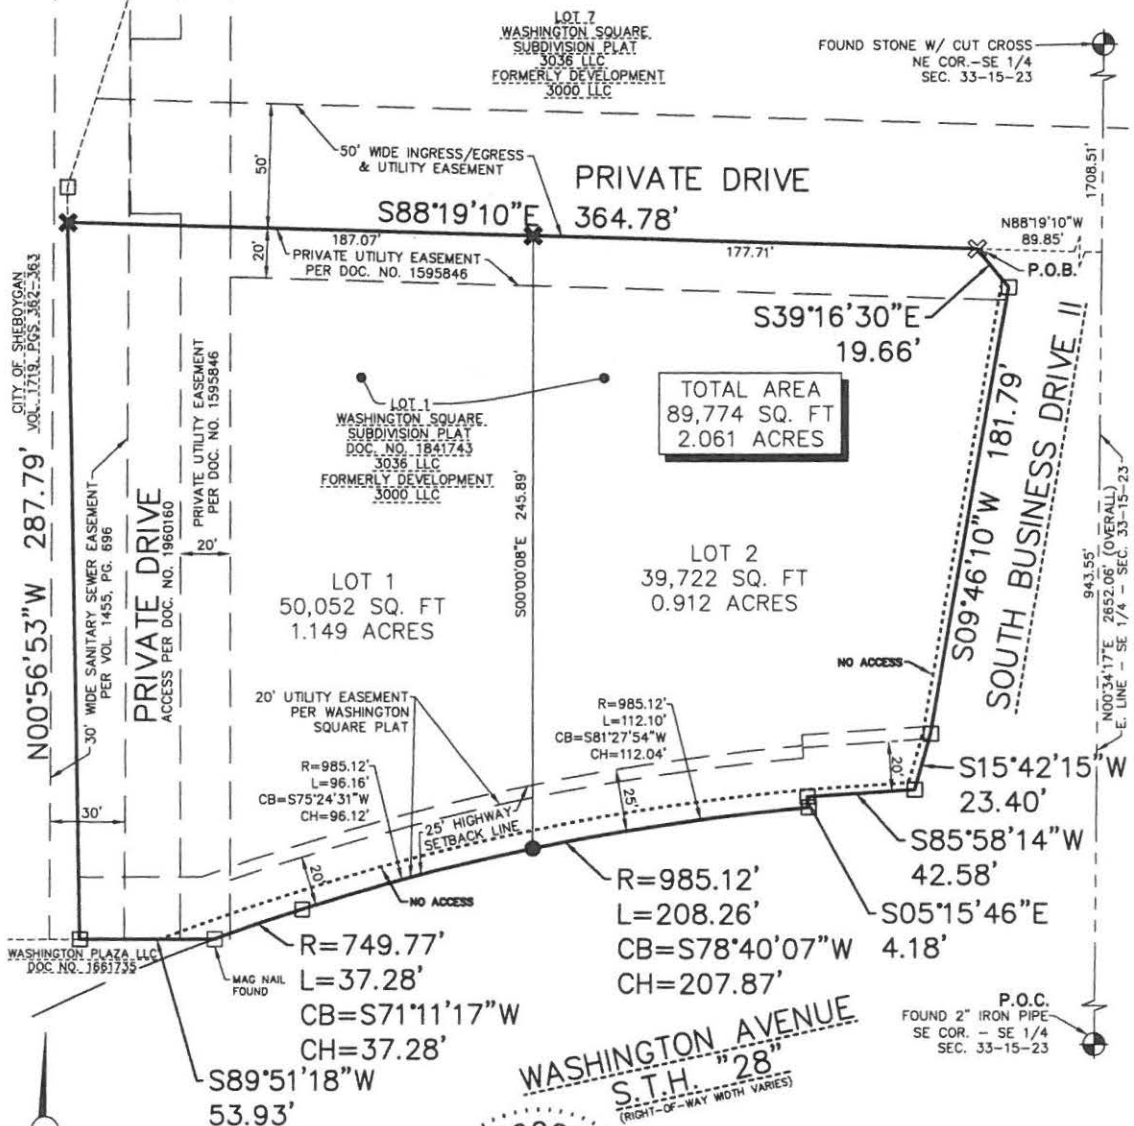 LOT 7
WASHINGTON SQUARE
SUBDIVISION PLAT
3036 LLC
FORMERLY DEVELOPMENT
3000 LLC
FOUND STONE W/ CUT CROSS
NE COR.-SE 1/4
SEC. 33-15-23
1708.51'
50'
50' WIDE INGRESS/EGRESS
& UTILITY EASEMENT
PRIVATE DRIVE
S88°19'10"E
364.78'
N88°19'10"W
89.85'
187.07'
177.71'
P.O.B.
20'
PRIVATE UTILITY EASEMENT
PER DOC. NO. 1595846
S39°16'30"E
19.66'
CITY OF SHEBOYGAN
VOL. 1719, PGS. 362-363
PRIVATE UTILITY EASEMENT
PER DOC. NO. 1595846
LOT 1
WASHINGTON SQUARE
SUBDIVISION PLAT
DOC. NO. 1841743
3036 LLC
FORMERLY DEVELOPMENT
3000 LLC
TOTAL AREA
89,774 SQ. FT
2.061 ACRES
S09°46'10"W 181.79'
SOUTH BUSINESS DRIVE II
N00°56'53"W 287.79'
30' WIDE SANITARY SEWER EASEMENT
PER VOL. 1455, PG. 696
PRIVATE DRIVE
ACCESS PER DOC. NO. 1960160
20'
S00°00'08"E 245.89'
943.55'
N00°34'17"E 2652.06' (OVERALL)
E. LINE - SE 1/4 - SEC. 33-15-23
LOT 1
50,052 SQ. FT
1.149 ACRES
LOT 2
39,722 SQ. FT
0.912 ACRES
NO ACCESS
20' UTILITY EASEMENT
PER WASHINGTON
SQUARE PLAT
R=985.12'
L=112.10'
CB=S81°27'54"W
CH=112.04'
R=985.12'
L=96.16'
CB=S75°24'31"W
CH=96.12'
25' HIGHWAY
SETBACK LINE
25'
20'
S15°42'15"W
23.40'
30'
20'
NO ACCESS
S85°58'14"W
42.58'
S05°15'46"E
4.18'
R=985.12'
L=208.26'
CB=S78°40'07"W
CH=207.87'
WASHINGTON PLAZA LLC
DOC NO. 1661735
MAG NAIL
FOUND
R=749.77'
L=37.28'
CB=S71°11'17"W
CH=37.28'
S89°51'18"W
53.93'
P.O.C.
FOUND 2" IRON PIPE
SE COR. - SE 1/4
SEC. 33-15-23
WASHINGTON AVENUE
S.T.H. "28"
(RIGHT-OF-WAY WIDTH VARIES)